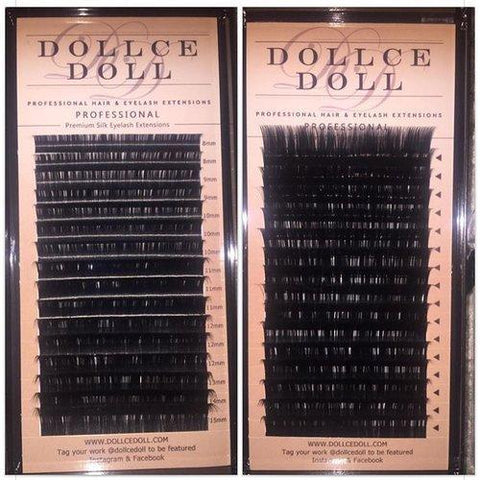 DOLLCE
DOLL
PROFESSIONAL HAIR & EYELASH EXTENSIONS
PROFESSIONAL
Premium Silk Eyelash Extensions
8mm
8mm
9mm
9mm
10mm
10mm
10mm
11mm
11mm
11mm
12mm
12mm
12mm
13mm
14mm
15mm
WWW.DOLLCEDOLL.COM
Tag your work @dollcedoll to be featured
Instagram & Facebook
DOLLCE
DOLL
PROFESSIONAL HAIR & EYELASH EXTENSIONS
PROFESSIONAL
WWW.DOLLCEDOLL.COM
Tag your work @dollcedoll to be featured
Instagram & Facebook